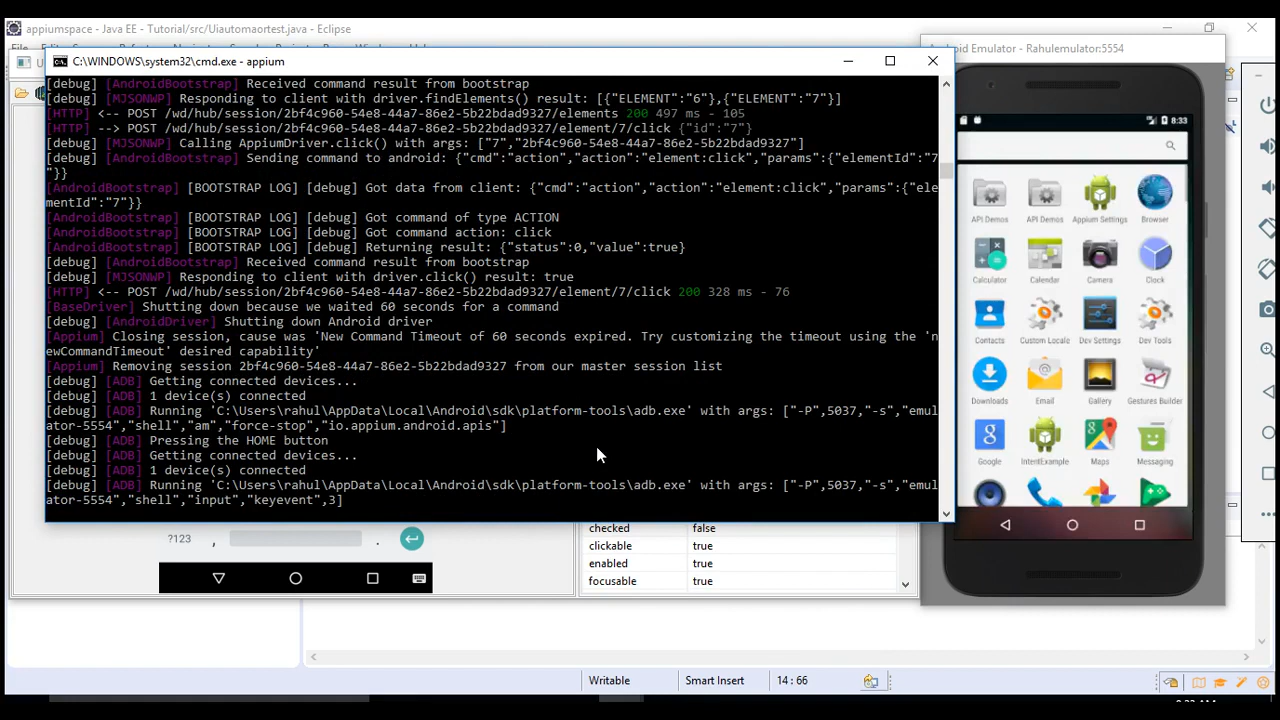 appiumspace - Java EE - Tutorial/src/Uiautomaortest.java - Eclipse
Android Emulator - Rahulemulator:5554
C:\WINDOWS\system32\cmd.exe - appium
[debug] [AndroidBootstrap] Received command result from bootstrap
[debug] [MJSONWP] Responding to client with driver.findElements() result: [{"ELEMENT":"6"},{"ELEMENT":"7"}]
[HTTP] <-- POST /wd/hub/session/2bf4c960-54e8-44a7-86e2-5b22bdad9327/elements 200 497 ms - 105
[HTTP] --> POST /wd/hub/session/2bf4c960-54e8-44a7-86e2-5b22bdad9327/element/7/click {"id":"7"}
[debug] [MJSONWP] Calling AppiumDriver.click() with args: ["7","2bf4c960-54e8-44a7-86e2-5b22bdad9327"]
[debug] [AndroidBootstrap] Sending command to android: {"cmd":"action","action":"element:click","params":{"elementId":"7
"}}
[AndroidBootstrap] [BOOTSTRAP LOG] [debug] Got data from client: {"cmd":"action","action":"element:click","params":{"ele
mentId":"7"}}
[AndroidBootstrap] [BOOTSTRAP LOG] [debug] Got command of type ACTION
[AndroidBootstrap] [BOOTSTRAP LOG] [debug] Got command action: click
[AndroidBootstrap] [BOOTSTRAP LOG] [debug] Returning result: {"status":0,"value":true}
[debug] [AndroidBootstrap] Received command result from bootstrap
[debug] [MJSONWP] Responding to client with driver.click() result: true
[HTTP] <-- POST /wd/hub/session/2bf4c960-54e8-44a7-86e2-5b22bdad9327/element/7/click 200 328 ms - 76
[BaseDriver] Shutting down because we waited 60 seconds for a command
[debug] [AndroidDriver] Shutting down Android driver
[Appium] Closing session, cause was 'New Command Timeout of 60 seconds expired. Try customizing the timeout using the 'n
ewCommandTimeout' desired capability'
[Appium] Removing session 2bf4c960-54e8-44a7-86e2-5b22bdad9327 from our master session list
[debug] [ADB] Getting connected devices...
[debug] [ADB] 1 device(s) connected
[debug] [ADB] Running 'C:\Users\rahul\AppData\Local\Android\sdk\platform-tools\adb.exe' with args: ["-P",5037,"-s","emul
ator-5554","shell","am","force-stop","io.appium.android.apis"]
[debug] [ADB] Pressing the HOME button
[debug] [ADB] Getting connected devices...
[debug] [ADB] 1 device(s) connected
[debug] [ADB] Running 'C:\Users\rahul\AppData\Local\Android\sdk\platform-tools\adb.exe' with args: ["-P",5037,"-s","emul
ator-5554","shell","input","keyevent",3]
8:33
API Demos API Demos Appium Settings Browser
Calculator Calendar Camera Clock
Contacts Custom Locale Dev Settings Dev Tools
Downloads Email Gallery Gestures Builder
Google IntentExample Maps Messaging
?123 , .
checked false
clickable true
enabled true
focusable true
Writable Smart Insert 14 : 66